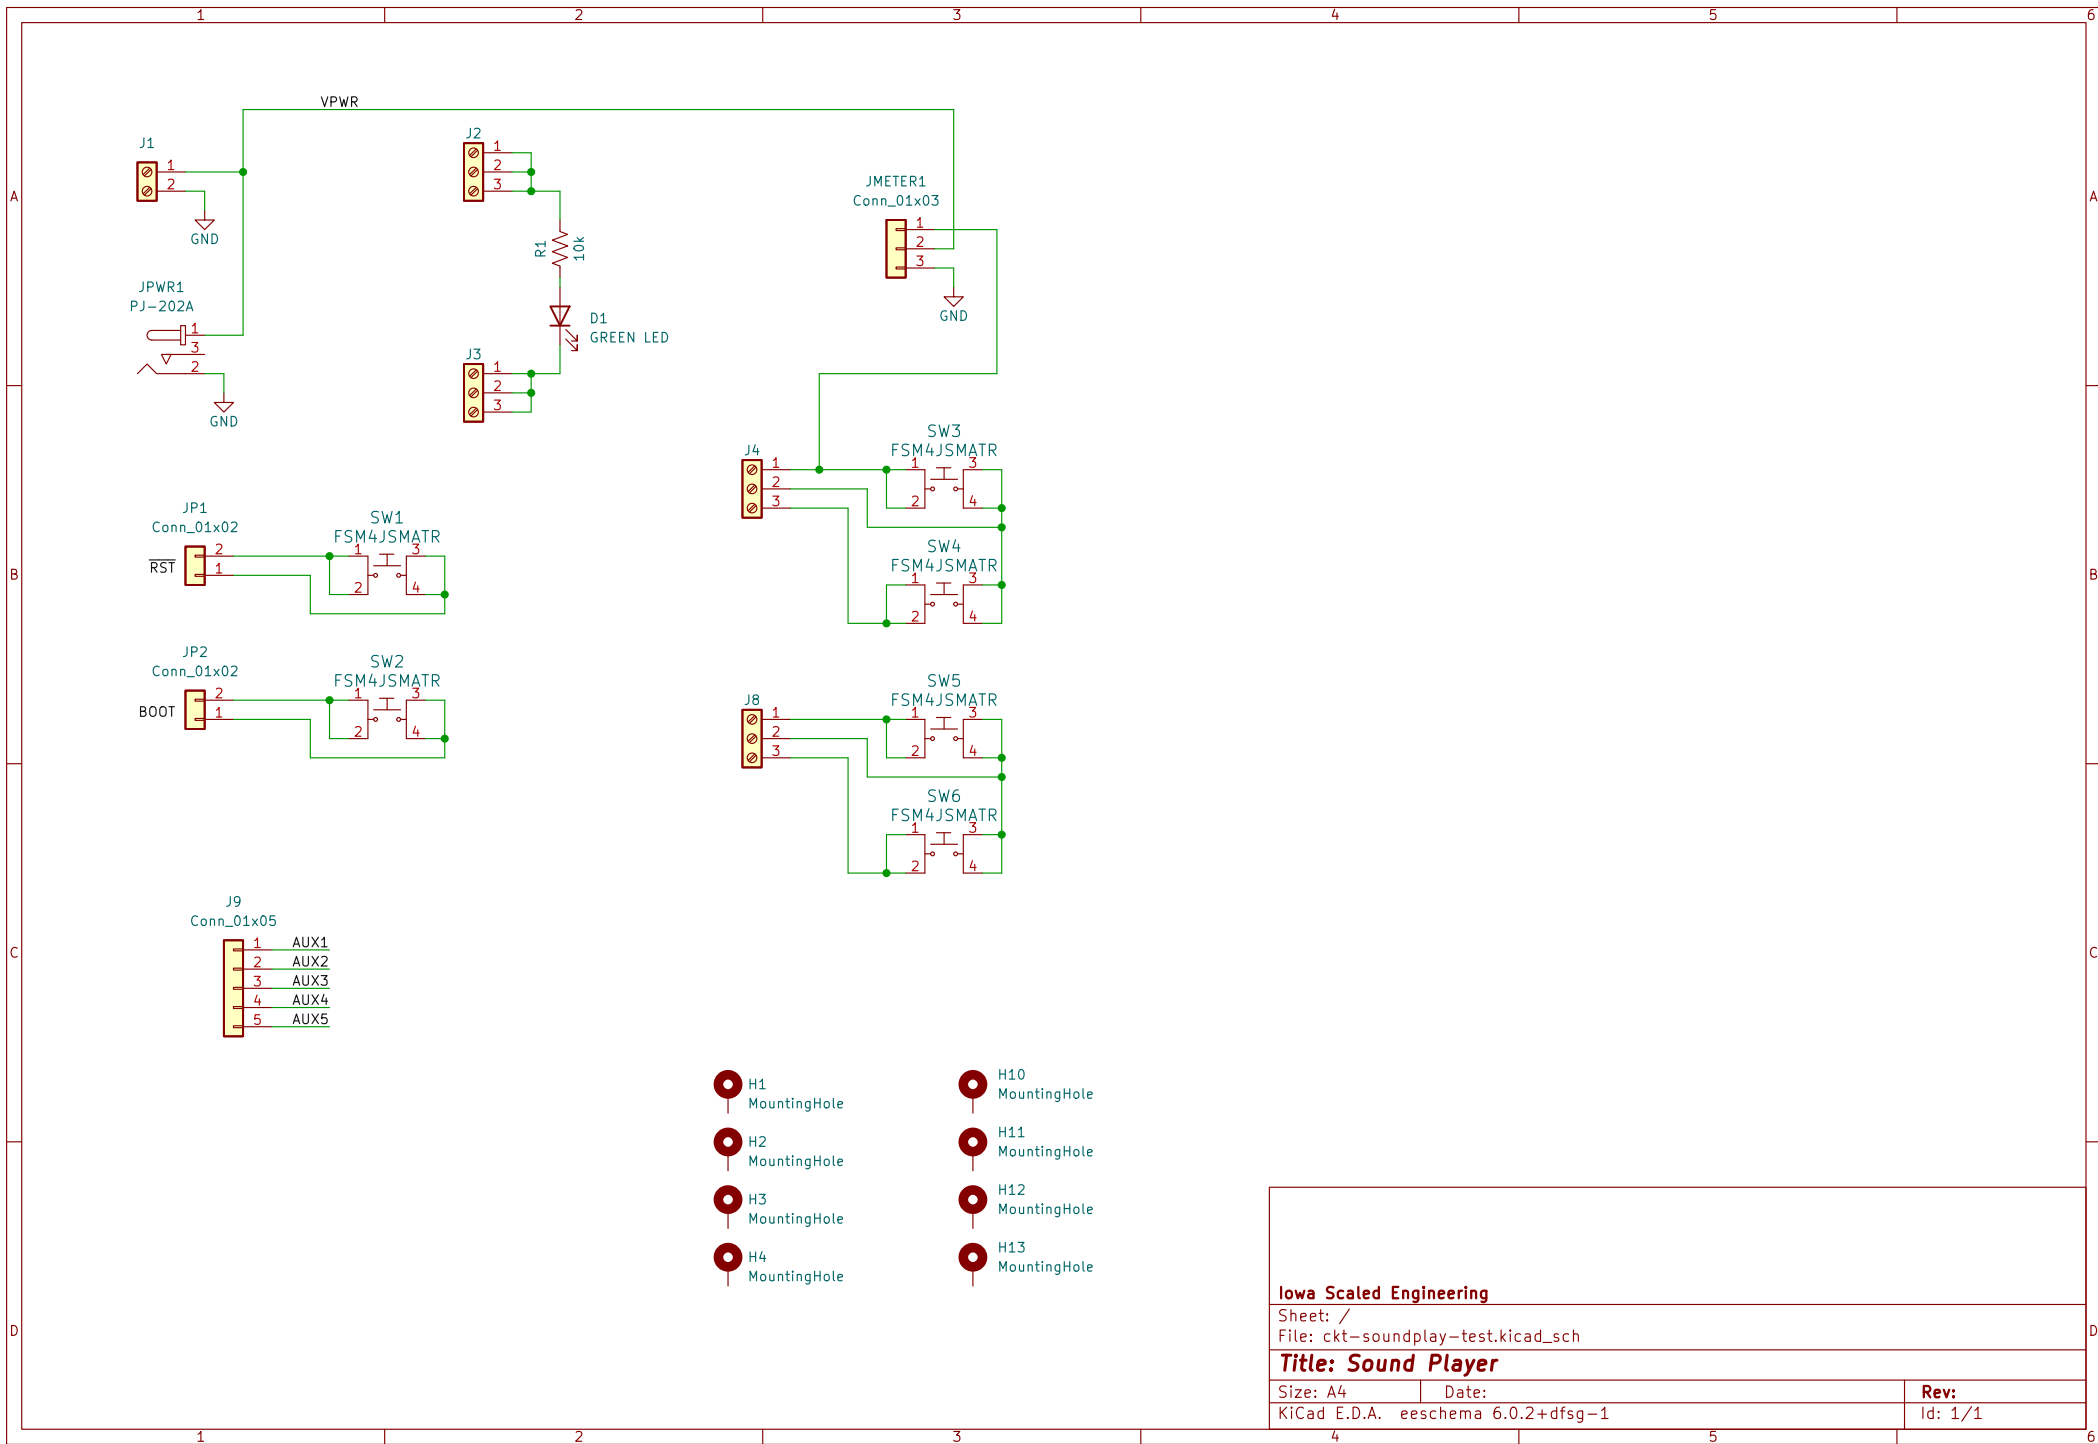 1 2 3 4 5 6
A A
B B
C C
D D
VPWR
J1
1
2
GND
JPWR1
PJ-202A
1
3
2
GND
J2
1
2
3
R1
10k
D1
GREEN LED
J3
1
2
3
JMETER1
Conn_01x03
1
2
3
GND
JP1
Conn_01x02
RST
2
1
SW1
FSM4JSMATR
1 3
2 4
JP2
Conn_01x02
BOOT
2
1
SW2
FSM4JSMATR
1 3
2 4
J4
1
2
3
SW3
FSM4JSMATR
1 3
2 4
SW4
FSM4JSMATR
1 3
2 4
J8
1
2
3
SW5
FSM4JSMATR
1 3
2 4
SW6
FSM4JSMATR
1 3
2 4
J9
Conn_01x05
1 AUX1
2 AUX2
3 AUX3
4 AUX4
5 AUX5
H1
MountingHole
H2
MountingHole
H3
MountingHole
H4
MountingHole
H10
MountingHole
H11
MountingHole
H12
MountingHole
H13
MountingHole
Iowa Scaled Engineering
Sheet: /
File: ckt-soundplay-test.kicad_sch
Title: Sound Player
Size: A4 Date: Rev:
KiCad E.D.A. eeschema 6.0.2+dfsg-1 Id: 1/1
1 2 3 4 5 6